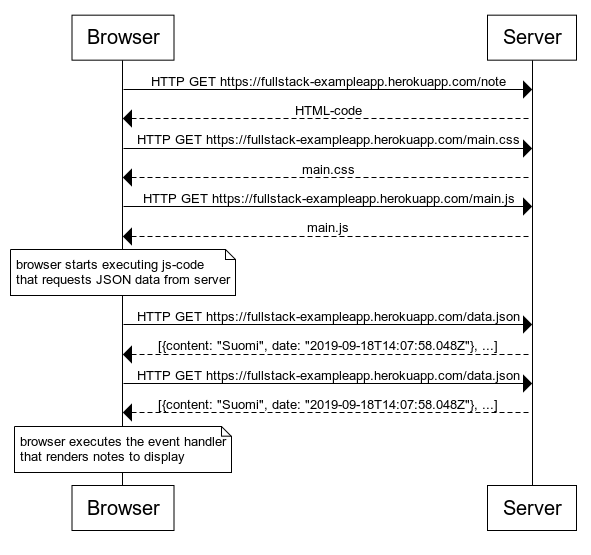 Browser
Server
HTTP GET https://fullstack-exampleapp.herokuapp.com/note
HTML-code
HTTP GET https://fullstack-exampleapp.herokuapp.com/main.css
main.css
HTTP GET https://fullstack-exampleapp.herokuapp.com/main.js
main.js
browser starts executing js-code
that requests JSON data from server
HTTP GET https://fullstack-exampleapp.herokuapp.com/data.json
[{content: "Suomi", date: "2019-09-18T14:07:58.048Z"}, ...]
HTTP GET https://fullstack-exampleapp.herokuapp.com/data.json
[{content: "Suomi", date: "2019-09-18T14:07:58.048Z"}, ...]
browser executes the event handler
that renders notes to display
Browser
Server